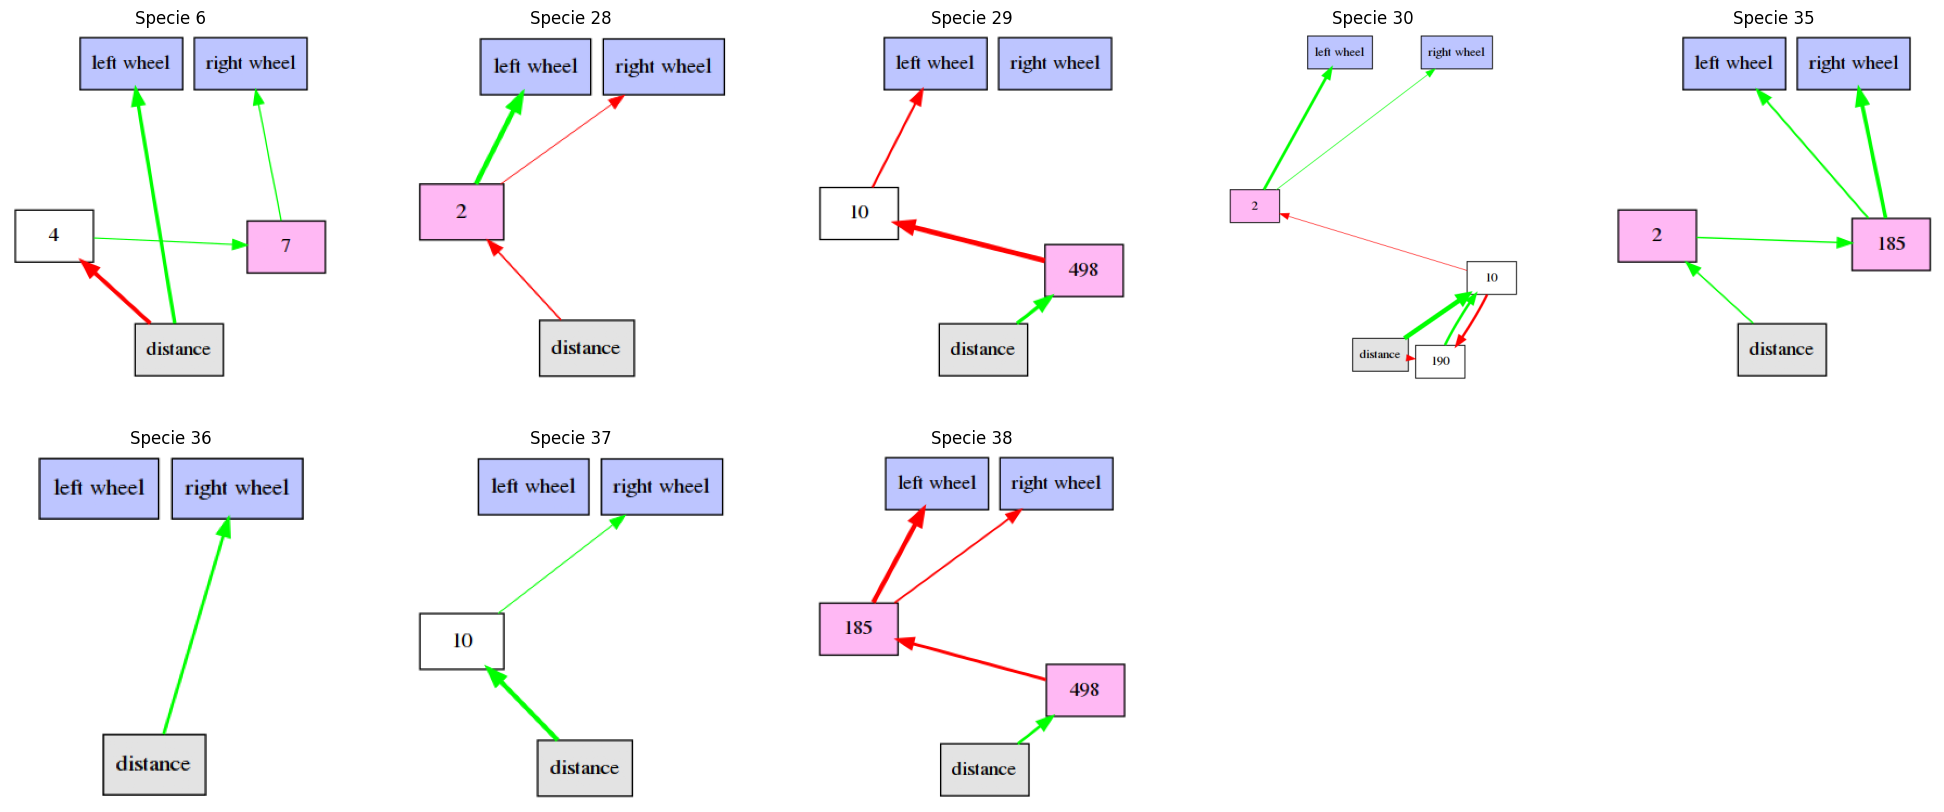 Specie 6
left wheel right wheel
4
7
distance
Specie 28
left wheel right wheel
2
distance
Specie 29
left wheel right wheel
10
498
distance
Specie 30
left wheel right wheel
2
10
distance 190
Specie 35
left wheel right wheel
2
185
distance
Specie 36
left wheel right wheel
distance
Specie 37
left wheel right wheel
10
distance
Specie 38
left wheel right wheel
185
498
distance